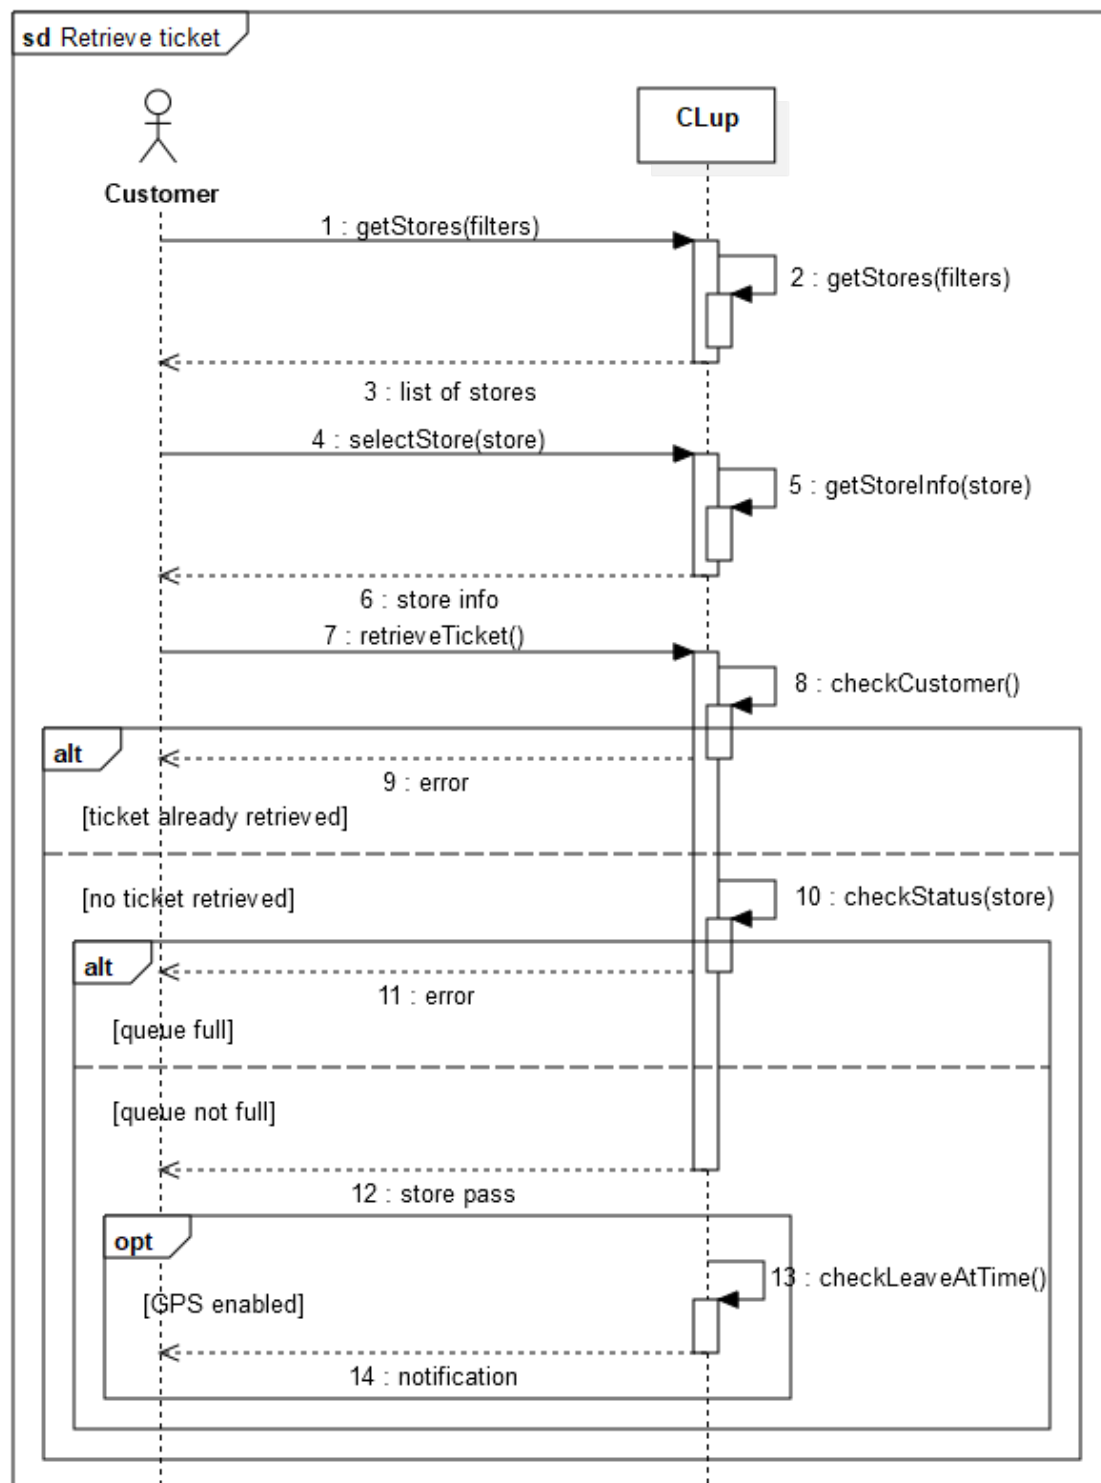 sd Retrieve ticket
CLup
Customer
1 : getStores(filters)
2 : getStores(filters)
3 : list of stores
4 : selectStore(store)
5 : getStoreInfo(store)
6 : store info
7 : retrieveTicket()
8 : checkCustomer()
alt
9 : error
[ticket already retrieved]
[no ticket retrieved]
10 : checkStatus(store)
alt
11 : error
[queue full]
[queue not full]
12 : store pass
opt
13 : checkLeaveAtTime()
[GPS enabled]
14 : notification